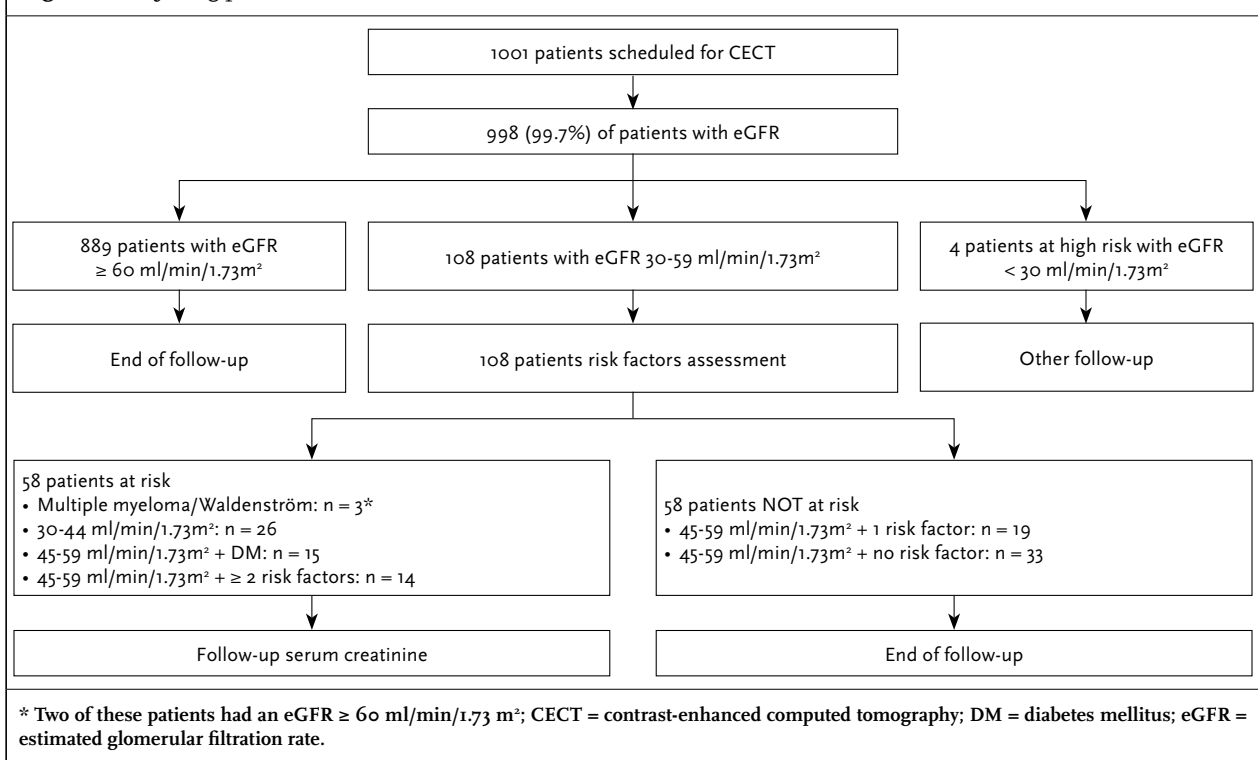 1001 patients scheduled for CECT
998 (99.7%) of patients with eGFR
889 patients with eGFR
≥ 60 ml/min/1.73m²
108 patients with eGFR 30-59 ml/min/1.73m²
4 patients at high risk with eGFR
< 30 ml/min/1.73m²
End of follow-up
108 patients risk factors assessment
Other follow-up
58 patients at risk
• Multiple myeloma/Waldenström: n = 3*
• 30-44 ml/min/1.73m²: n = 26
• 45-59 ml/min/1.73m² + DM: n = 15
• 45-59 ml/min/1.73m² + ≥ 2 risk factors: n = 14
58 patients NOT at risk
• 45-59 ml/min/1.73m² + 1 risk factor: n = 19
• 45-59 ml/min/1.73m² + no risk factor: n = 33
Follow-up serum creatinine
End of follow-up
* Two of these patients had an eGFR ≥ 60 ml/min/1.73 m²; CECT = contrast-enhanced computed tomography; DM = diabetes mellitus; eGFR =
estimated glomerular filtration rate.